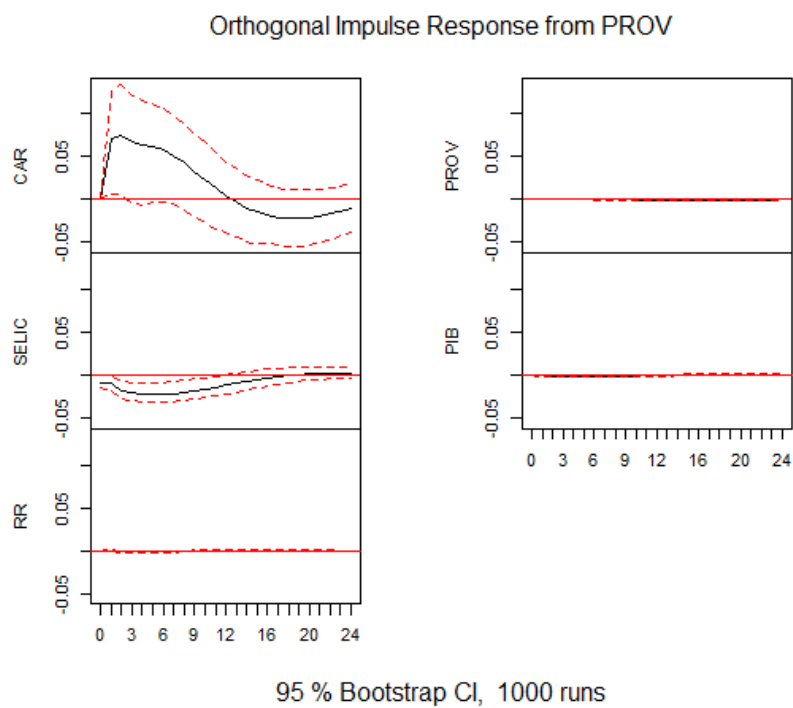 Orthogonal Impulse Response from PROV
CAR
0.05
-0.05
SELIC
0.05
-0.05
RR
0.05
-0.05
0 3 6 9 12 16 20 24
PROV
0.05
-0.05
PIB
0.05
-0.05
0 3 6 9 12 16 20 24
95 % Bootstrap CI, 1000 runs